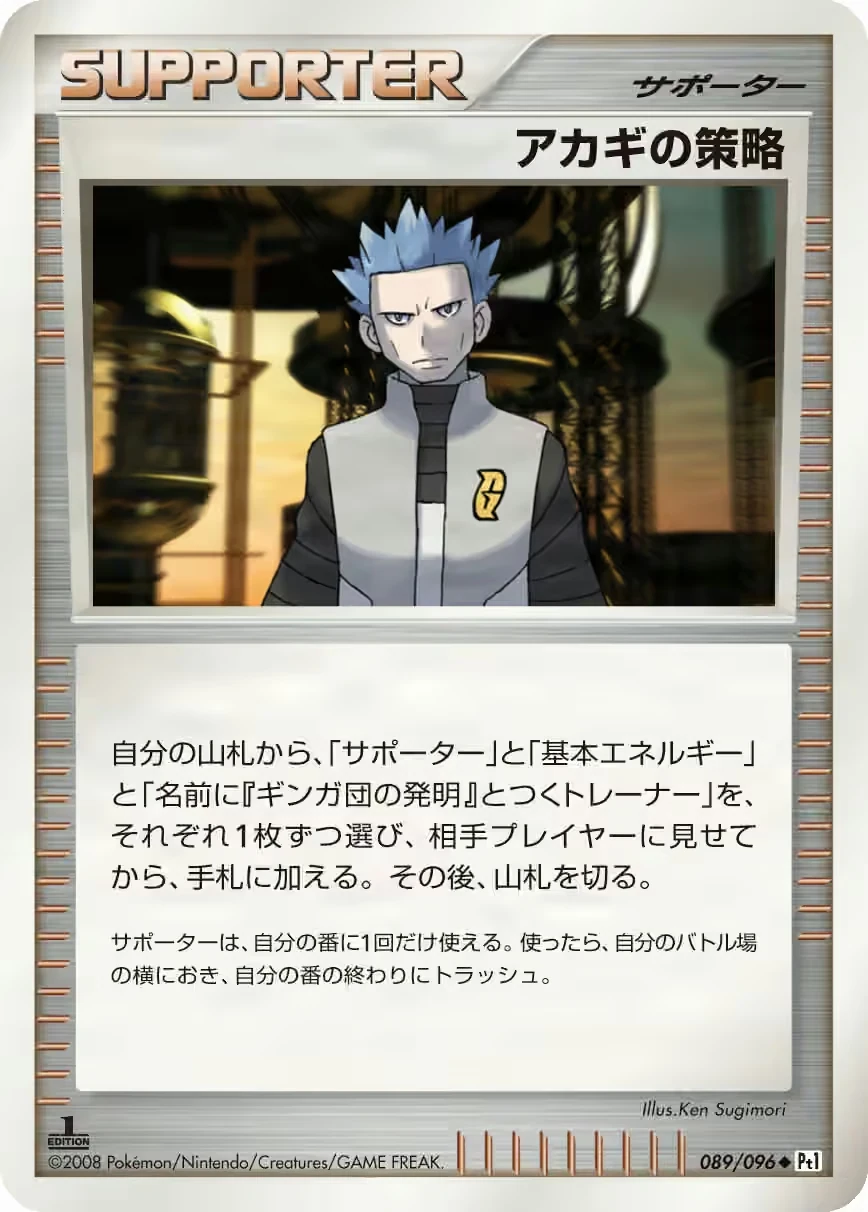 SUPPORTER
サポーター
アカギの策略
G
自分の山札から、「サポーター」と「基本エネルギー」
と「名前に『ギンガ団の発明』とつくトレーナー」を、
それぞれ1枚ずつ選び、相手プレイヤーに見せて
から、手札に加える。その後、山札を切る。
サポーターは、自分の番に1回だけ使える。使ったら、自分のバトル場
の横におき、自分の番の終わりにトラッシュ。
Illus.Ken Sugimori
1
EDITION
©2008 Pokémon/Nintendo/Creatures/GAME FREAK.
089/096◆ Pt1